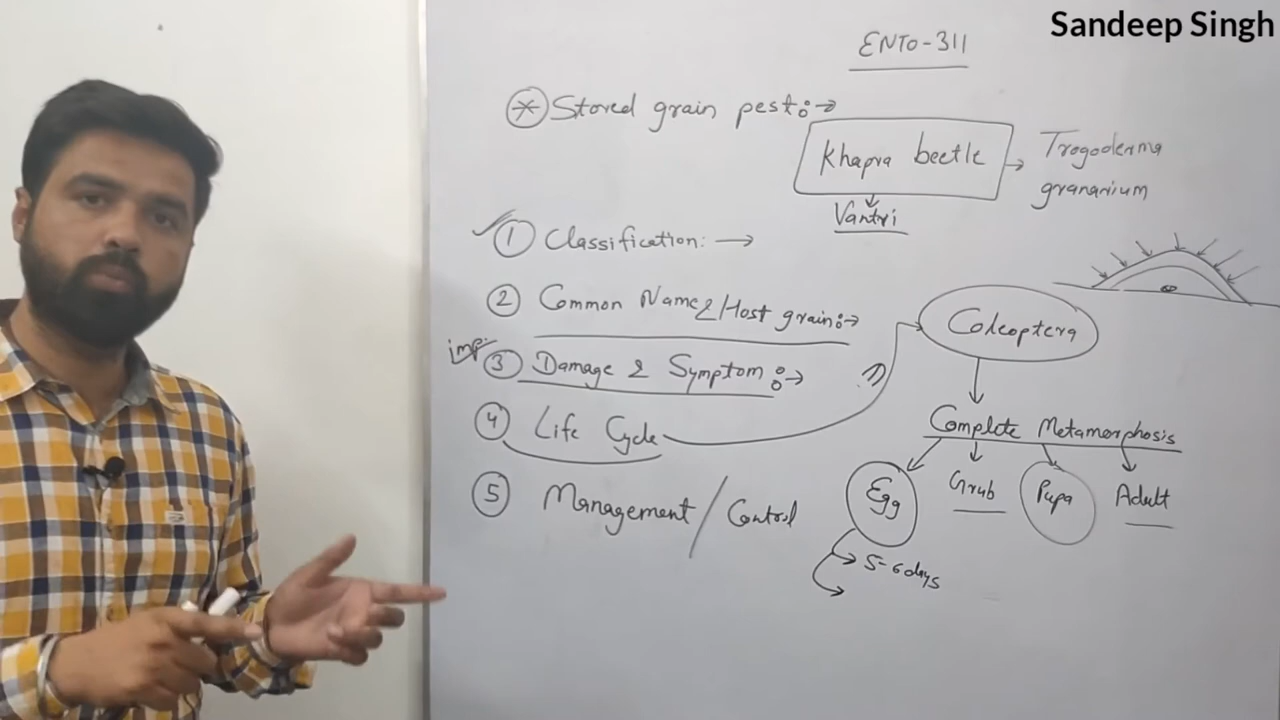 Sandeep Singh
ENTO-311
* Stored grain pest:→
Khapra beetle → Trogoderma granarium
Vantri
① Classification: →
② Common Name & /Host grain:→
Coleoptera
imp. ③ Damage & Symptom:→
④ Life Cycle
Complete Metamorphosis
Egg Grub Pupa Adult
⑤ Management / Control
→ 5-6 days